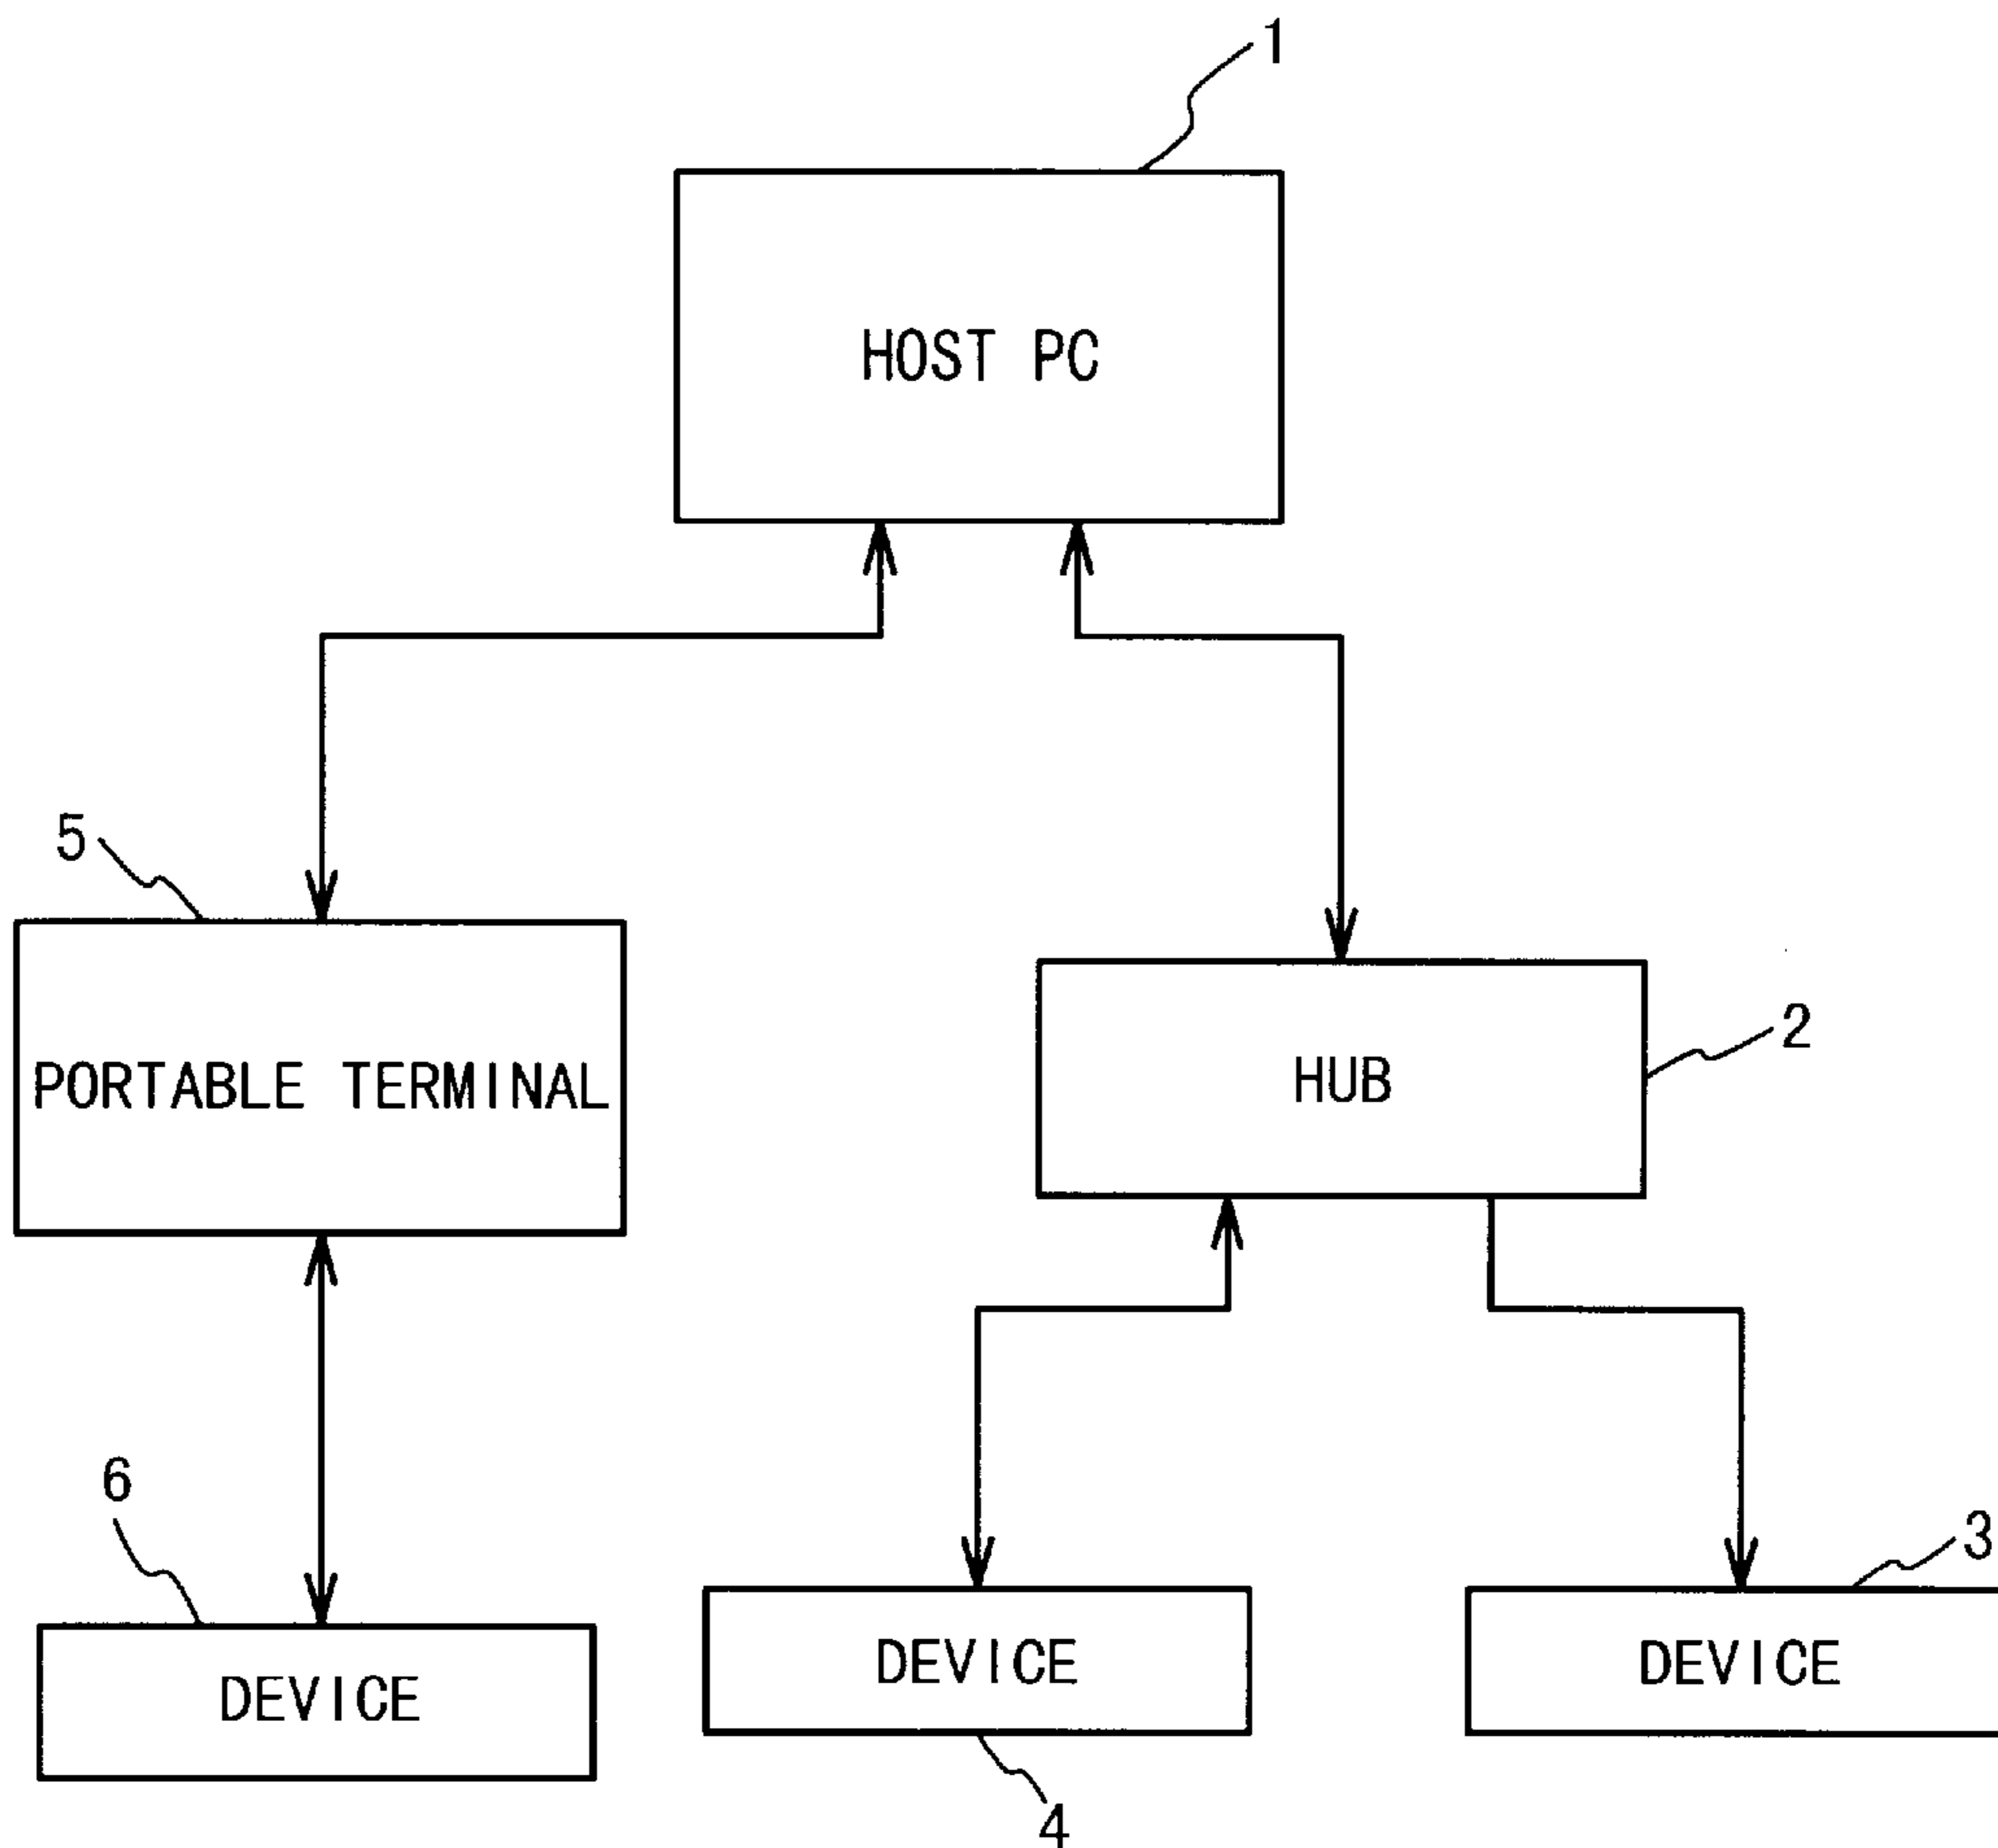 1
HOST PC
5
PORTABLE TERMINAL
2
HUB
6
DEVICE
DEVICE
4
3
DEVICE